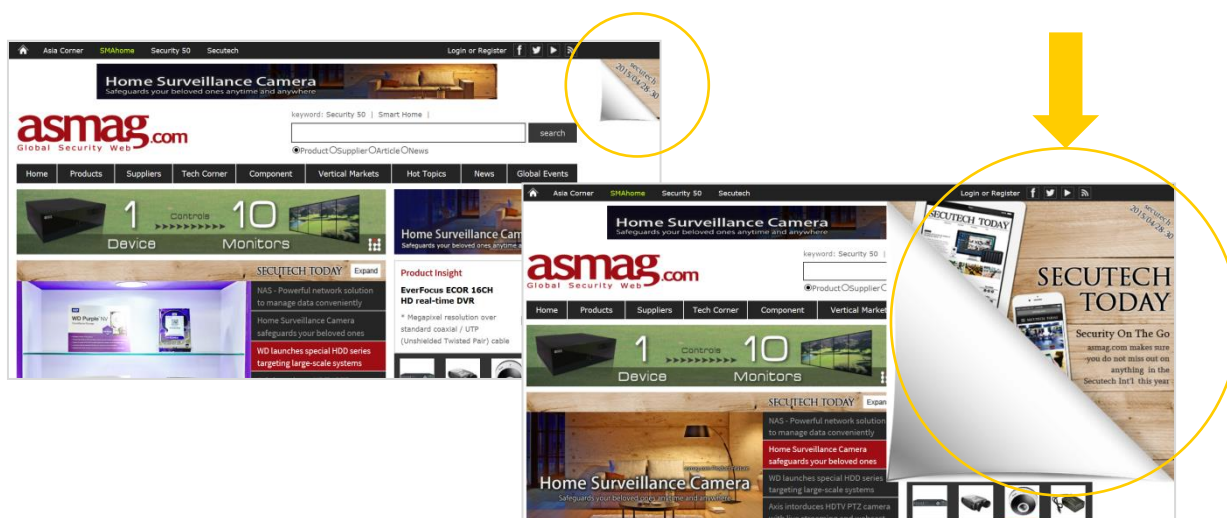 Asia Corner SMAhome Security 50 Secutech Login or Register
Home Surveillance Camera
Safeguards your beloved ones anytime and anywhere
secutech
2015/04/28-30
asmag.com
Global Security Web
keyword: Security 50 | Smart Home |
search
Product Supplier Article News
Home Products Suppliers Tech Corner Component Vertical Markets Hot Topics News Global Events
1 Controls 10
Device Monitors
Home Surveillance Cam
Safeguards your beloved ones anytime a
SECUTECH TODAY Expand
NAS - Powerful network solution
to manage data conveniently
Home Surveillance Camera
safeguards your beloved ones
WD launches special HDD series
targeting large-scale systems
WD Purple NV
Product Insight
EverFocus ECOR 16CH
HD real-time DVR
* Megapixel resolution over
standard coaxial / UTP
(Unshielded Twisted Pair) cable
Asia Corner SMAhome Security 50 Secutech Login or Register
Home Surveillance Camera
Safeguards your beloved ones anytime and anywhere
asmag.com
Global Security Web
keyword: Security 50 |
Product Supplier
Home Products Suppliers Tech Corner Component Vertical Market
1 Controls 10
Device Monitors
SECUTECH TODAY Expan
NAS - Powerful network solution
to manage data conveniently
Home Surveillance Camera
safeguards your beloved ones
WD launches special HDD series
targeting large-scale systems
Axis intorduces HDTV PTZ camera
Home Surveillance Camera
Safeguards your beloved ones anytime and anywhere
SECUTECH TODAY
secutech
2015/04/28-30
SECUTECH
TODAY
Security On The Go
asmag.com makes sure
you do not miss out on
anything in the
Secutech Int'l this year